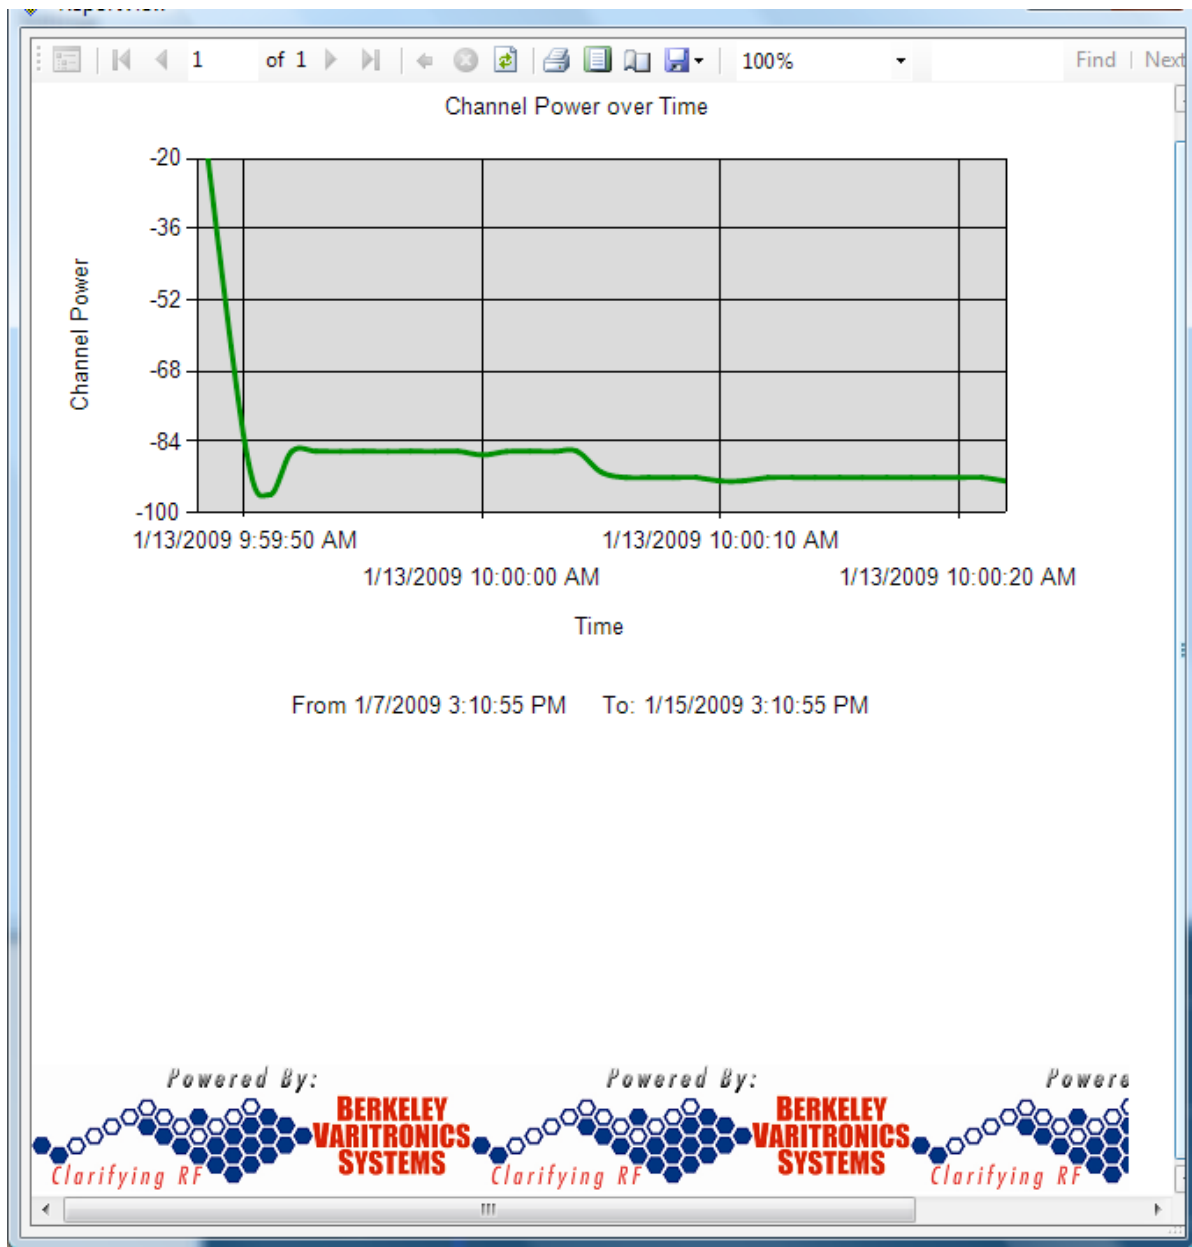 1 of 1 100% Find | Next
Channel Power over Time
-20
-36
-52
-68
-84
-100
Channel Power
1/13/2009 9:59:50 AM 1/13/2009 10:00:10 AM
1/13/2009 10:00:00 AM 1/13/2009 10:00:20 AM
Time
From 1/7/2009 3:10:55 PM To: 1/15/2009 3:10:55 PM
Powered By: Powered By: Powere
BERKELEY BERKELEY
VARITRONICS VARITRONICS
SYSTEMS SYSTEMS
Clarifying RF Clarifying RF Clarifying RF